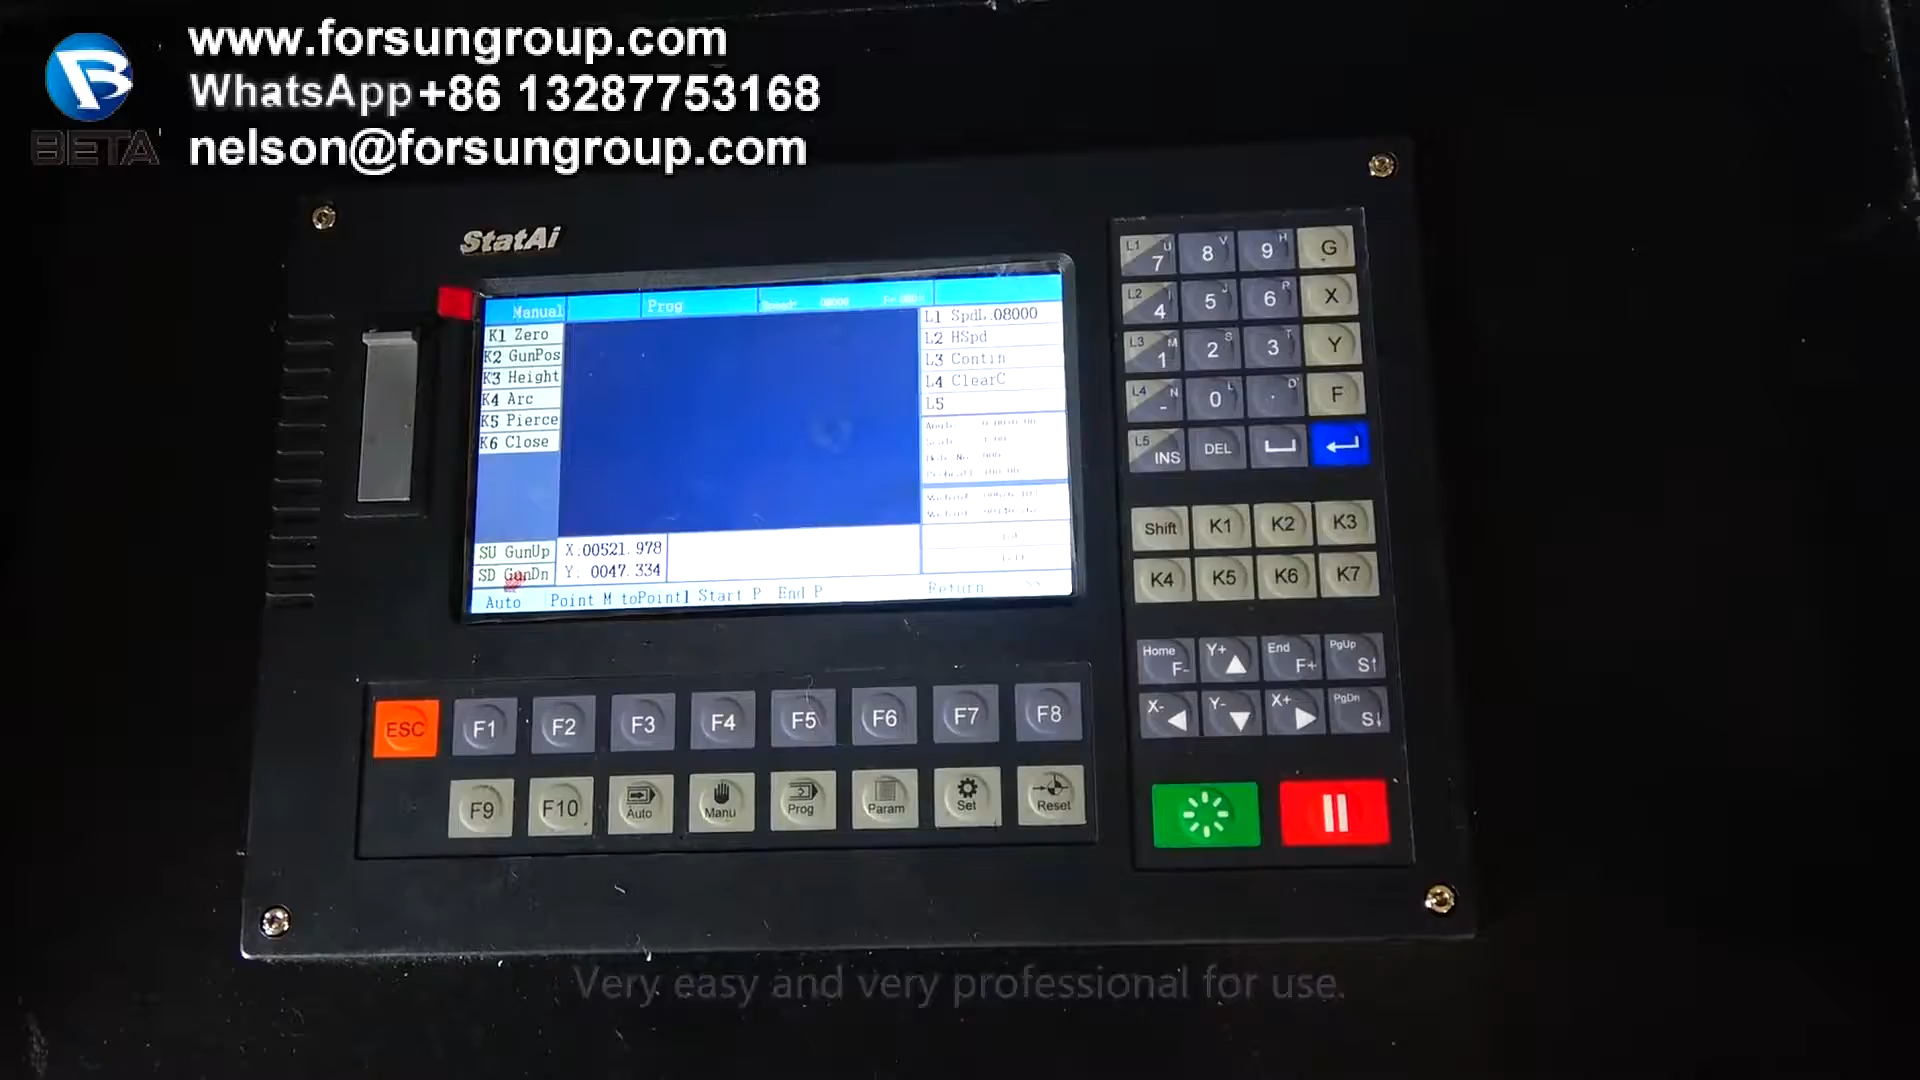 www.forsungroup.com
WhatsApp +86 13287753168
BETA
nelson@forsungroup.com
StatAi
Manual
Prog
K1 Zero
K2 GunPos
K3 Height
K4 Arc
K5 Pierce
K6 Close
L1 SpdL.08000
L2 HSpd
L3 Contin
L4 ClearC
L5
SU GunUp
SD GunDn
X:00521.978
Y: 0047.334
Auto Point M toPoint1 Start P End P Return
L1 U 7 8 V 9 H G
L2 I 4 5 J 6 P X
L3 M 1 2 S 3 T Y
L4 N - 0 L . D F
L5 INS DEL
Shift K1 K2 K3
K4 K5 K6 K7
Home F- Y+ End F+ PgUp S↑
X- Y- X+ PgDn S↓
ESC F1 F2 F3 F4 F5 F6 F7 F8
F9 F10 Auto Manu Prog Param Set Reset
Very easy and very professional for use.